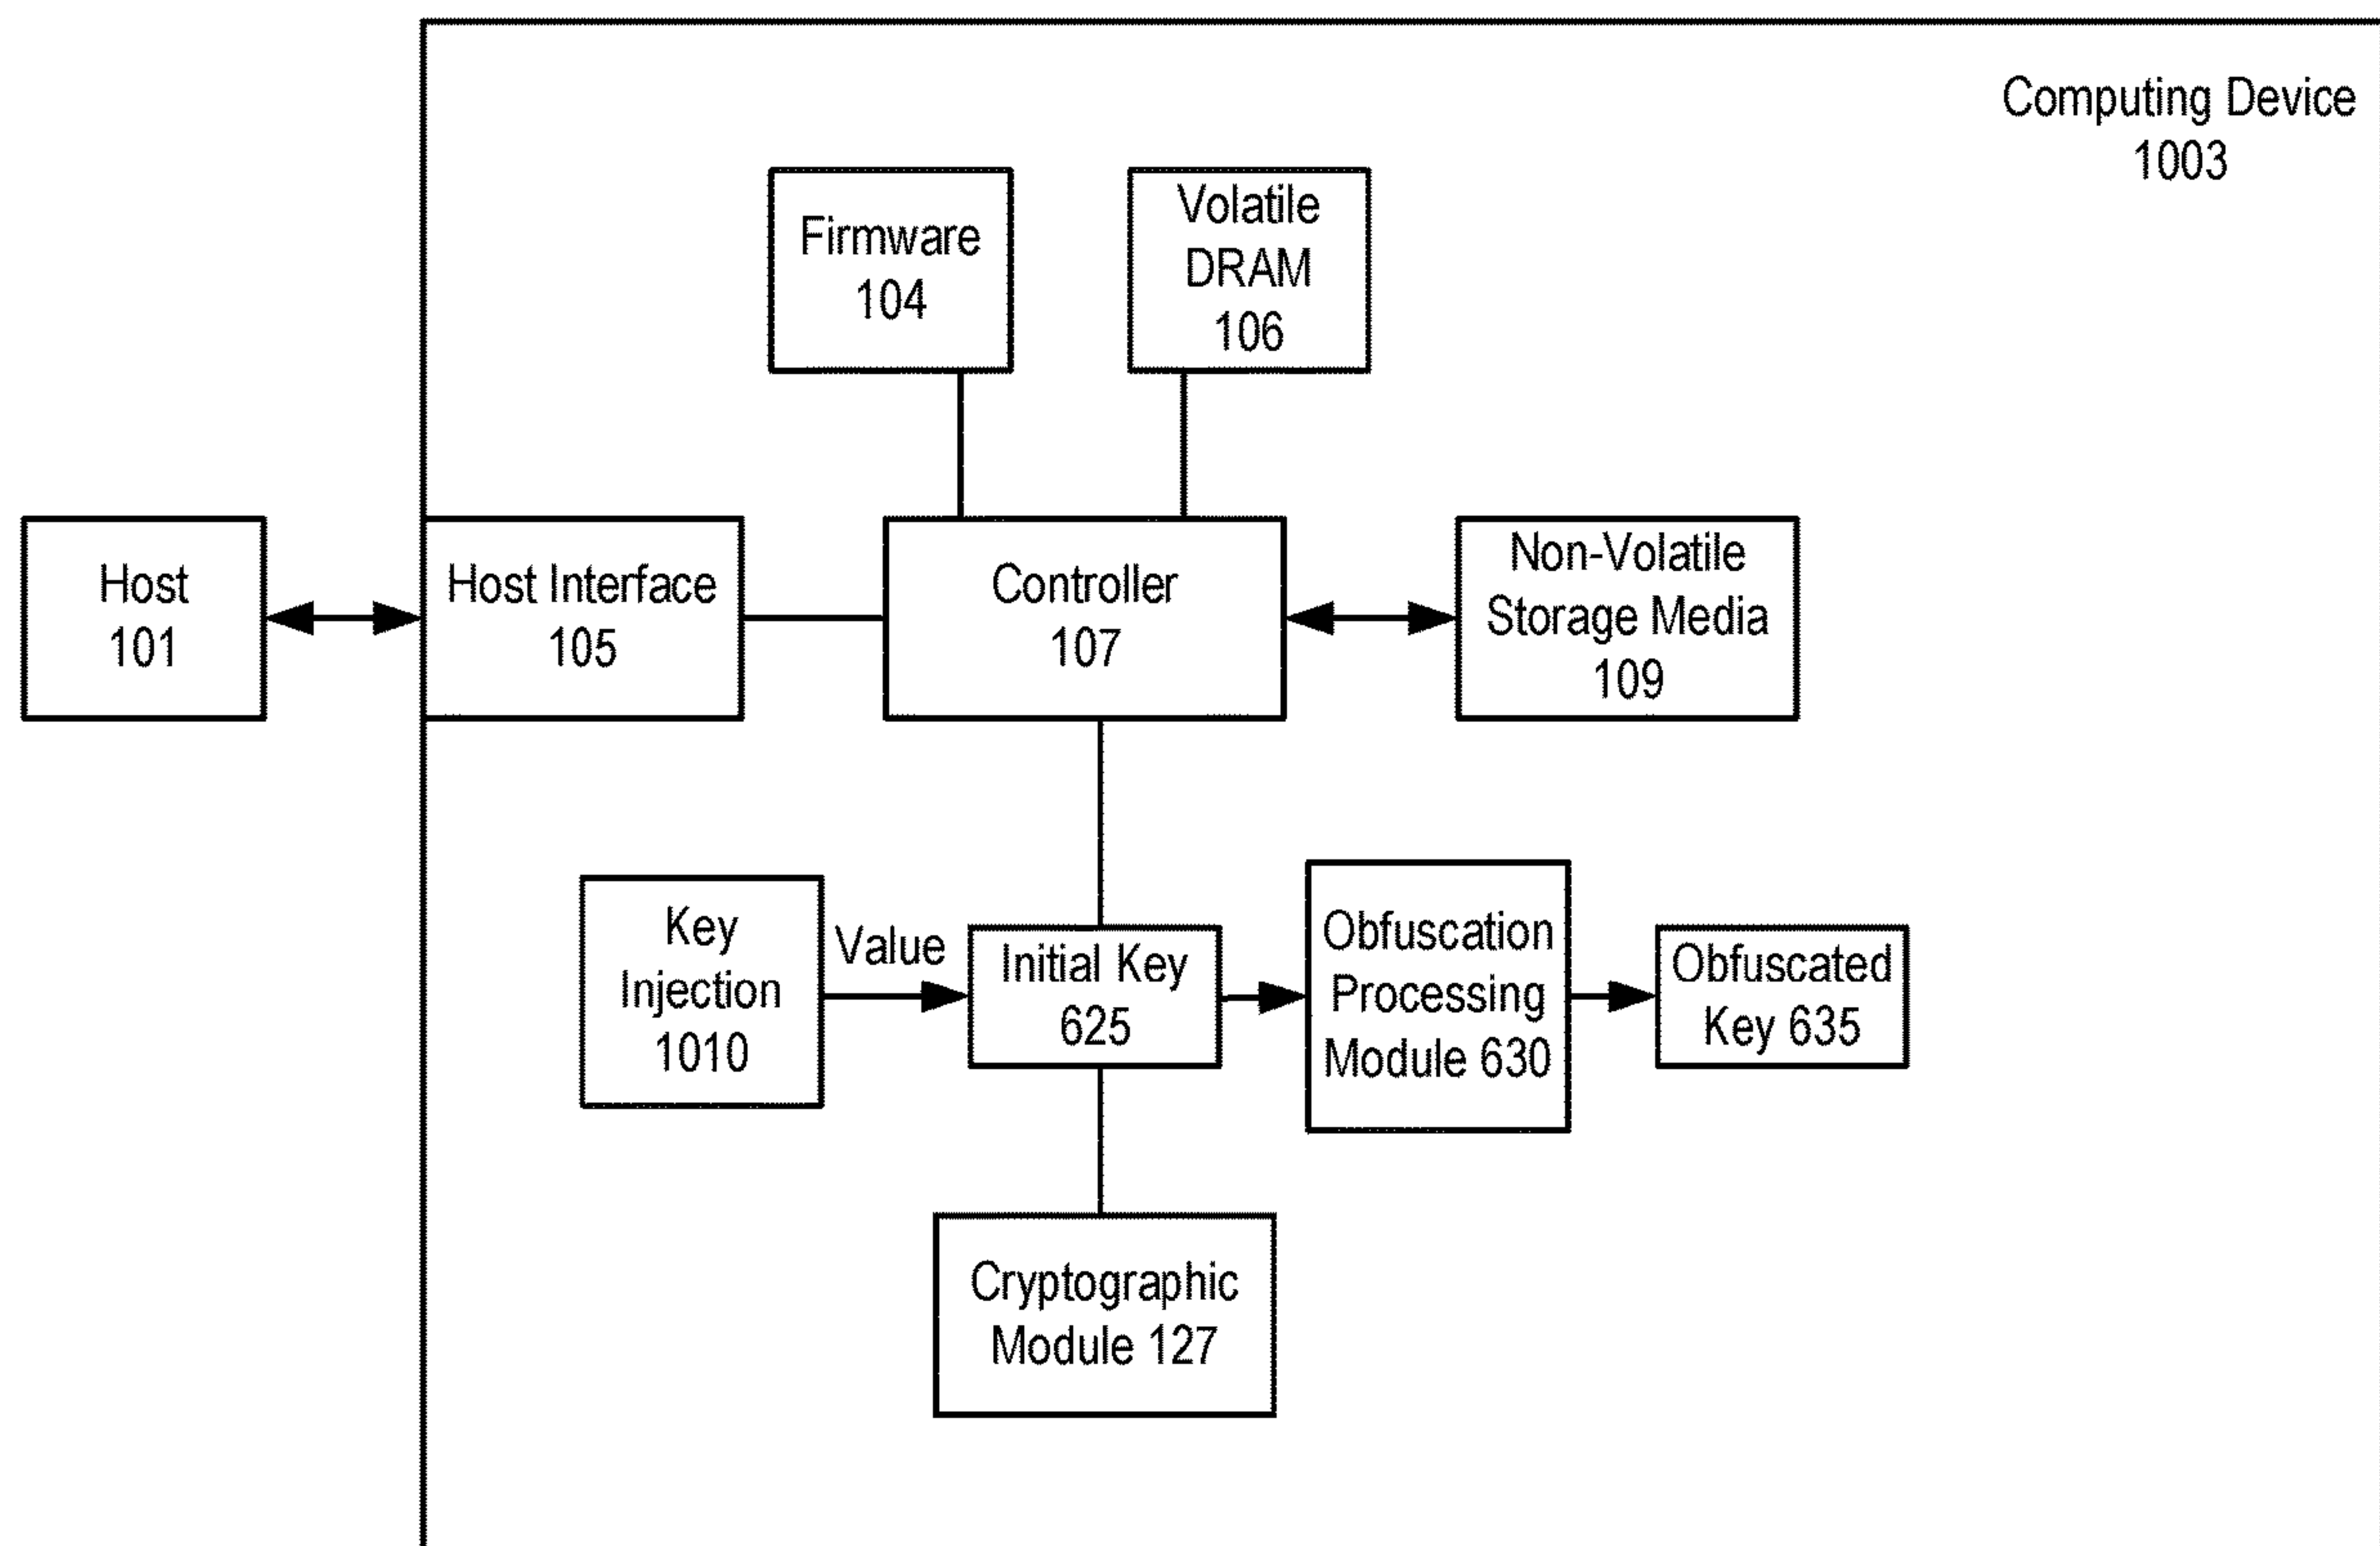 Computing Device
1003
Firmware
104
Volatile
DRAM
106
Host
101
Host Interface
105
Controller
107
Non-Volatile
Storage Media
109
Key
Injection
1010
Value
Initial Key
625
Obfuscation
Processing
Module 630
Obfuscated
Key 635
Cryptographic
Module 127